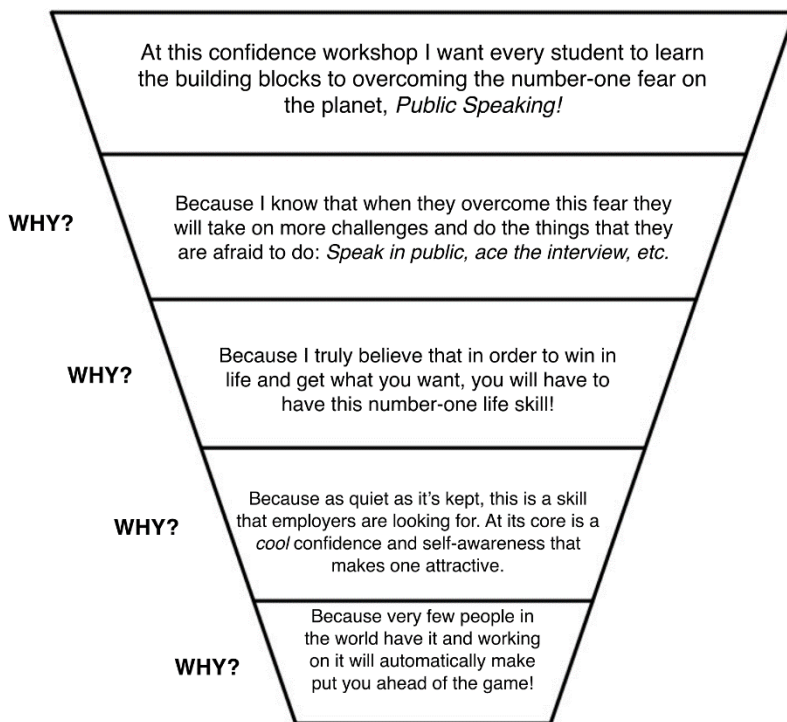 At this confidence workshop I want every student to learn
the building blocks to overcoming the number-one fear on
the planet, Public Speaking!
WHY?
Because I know that when they overcome this fear they
will take on more challenges and do the things that they
are afraid to do: Speak in public, ace the interview, etc.
WHY?
Because I truly believe that in order to win in
life and get what you want, you will have to
have this number-one life skill!
WHY?
Because as quiet as it's kept, this is a skill
that employers are looking for. At its core is a
cool confidence and self-awareness that
makes one attractive.
WHY?
Because very few people in
the world have it and working
on it will automatically make
put you ahead of the game!